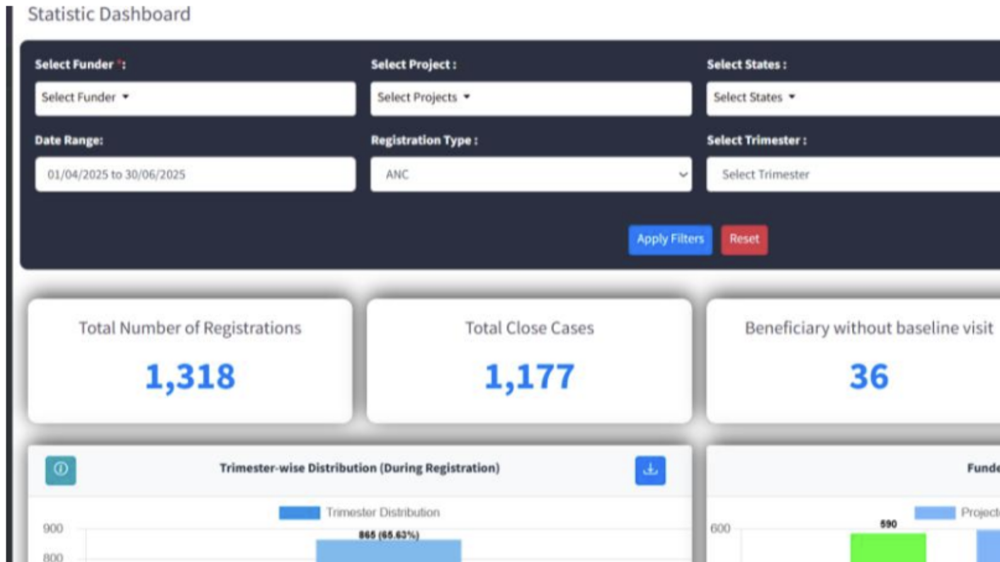 Statistic Dashboard
Select Funder *: Select Project : Select States :
Select Funder Select Projects Select States
Date Range: Registration Type : Select Trimester :
01/04/2025 to 30/06/2025 ANC Select Trimester
Apply Filters Reset
Total Number of Registrations Total Close Cases Beneficiary without baseline visit
1,318 1,177 36
Trimester-wise Distribution (During Registration) Funde
Trimester Distribution Project
900 865 (65.63%) 600 590
800